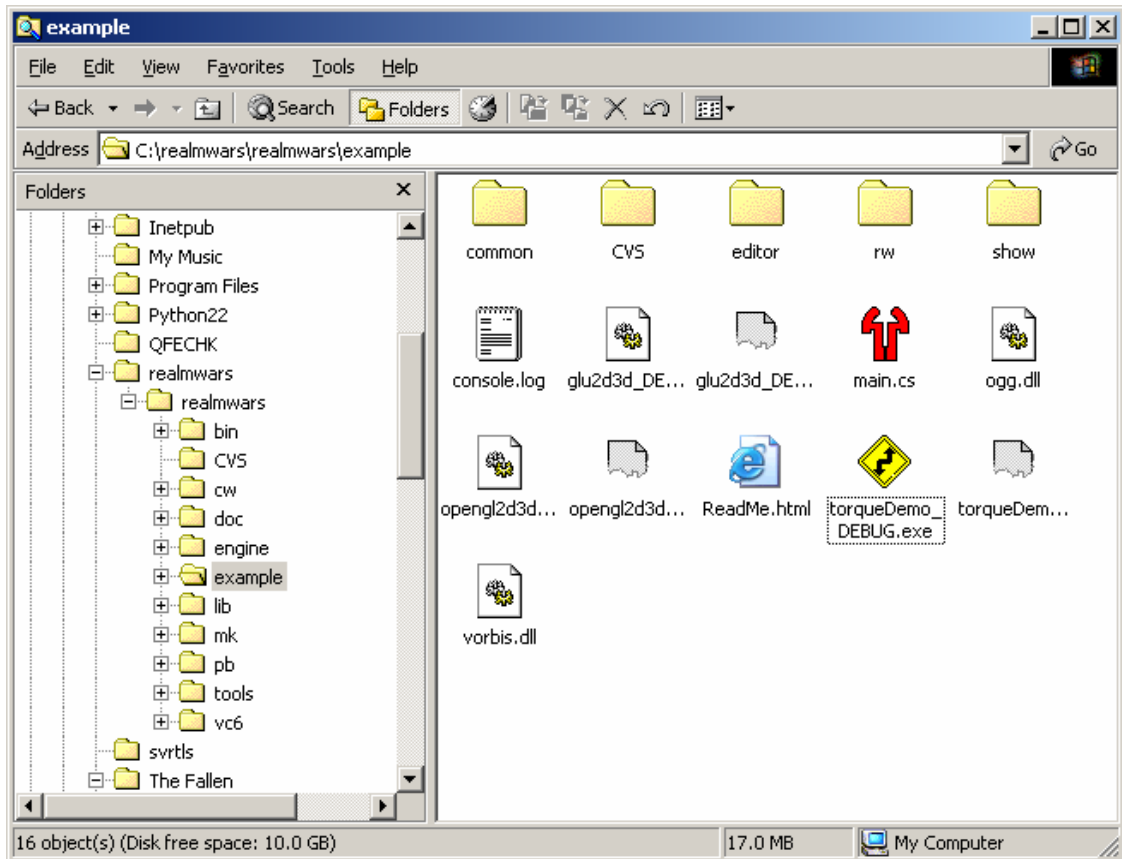 example
File Edit View Favorites Tools Help
Back Search Folders
Address C:\realmwars\realmwars\example Go
Folders
Inetpub
My Music
Program Files
Python22
QFECHK
realmwars
realmwars
bin
CVS
cw
doc
engine
example
lib
mk
pb
tools
vc6
svrtls
The Fallen
common CVS editor rw show
console.log glu2d3d_DE... glu2d3d_DE... main.cs ogg.dll
opengl2d3d... opengl2d3d... ReadMe.html torqueDemo_ torqueDem...
DEBUG.exe
vorbis.dll
16 object(s) (Disk free space: 10.0 GB) 17.0 MB My Computer